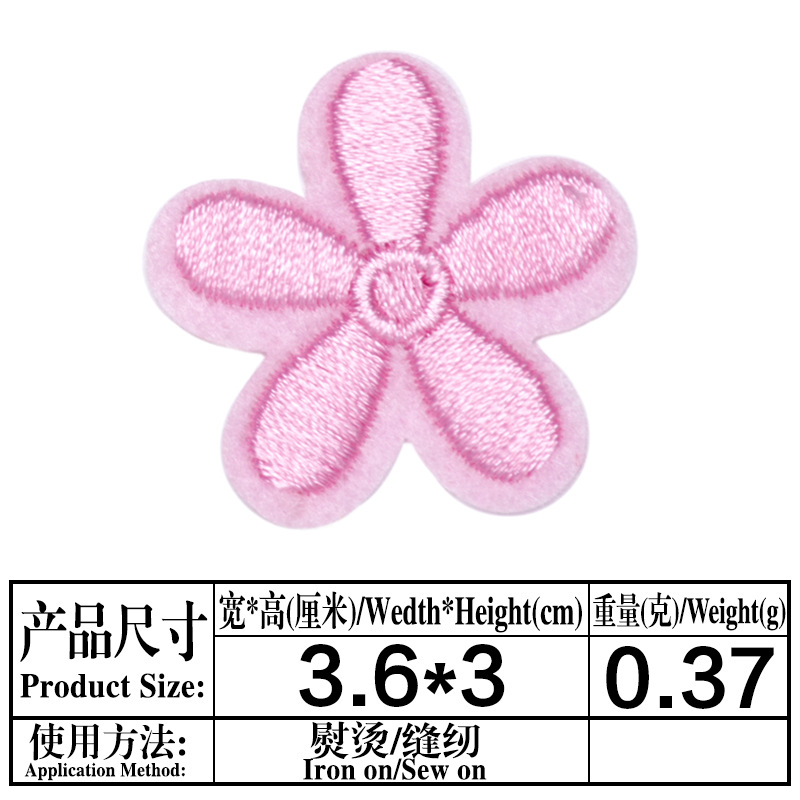 产品尺寸
Product Size:
宽*高(厘米)/Wedth*Height(cm)
重量(克)/Weight(g)
3.6*3
0.37
使用方法:
Application Method:
熨烫/缝纫
Iron on/Sew on